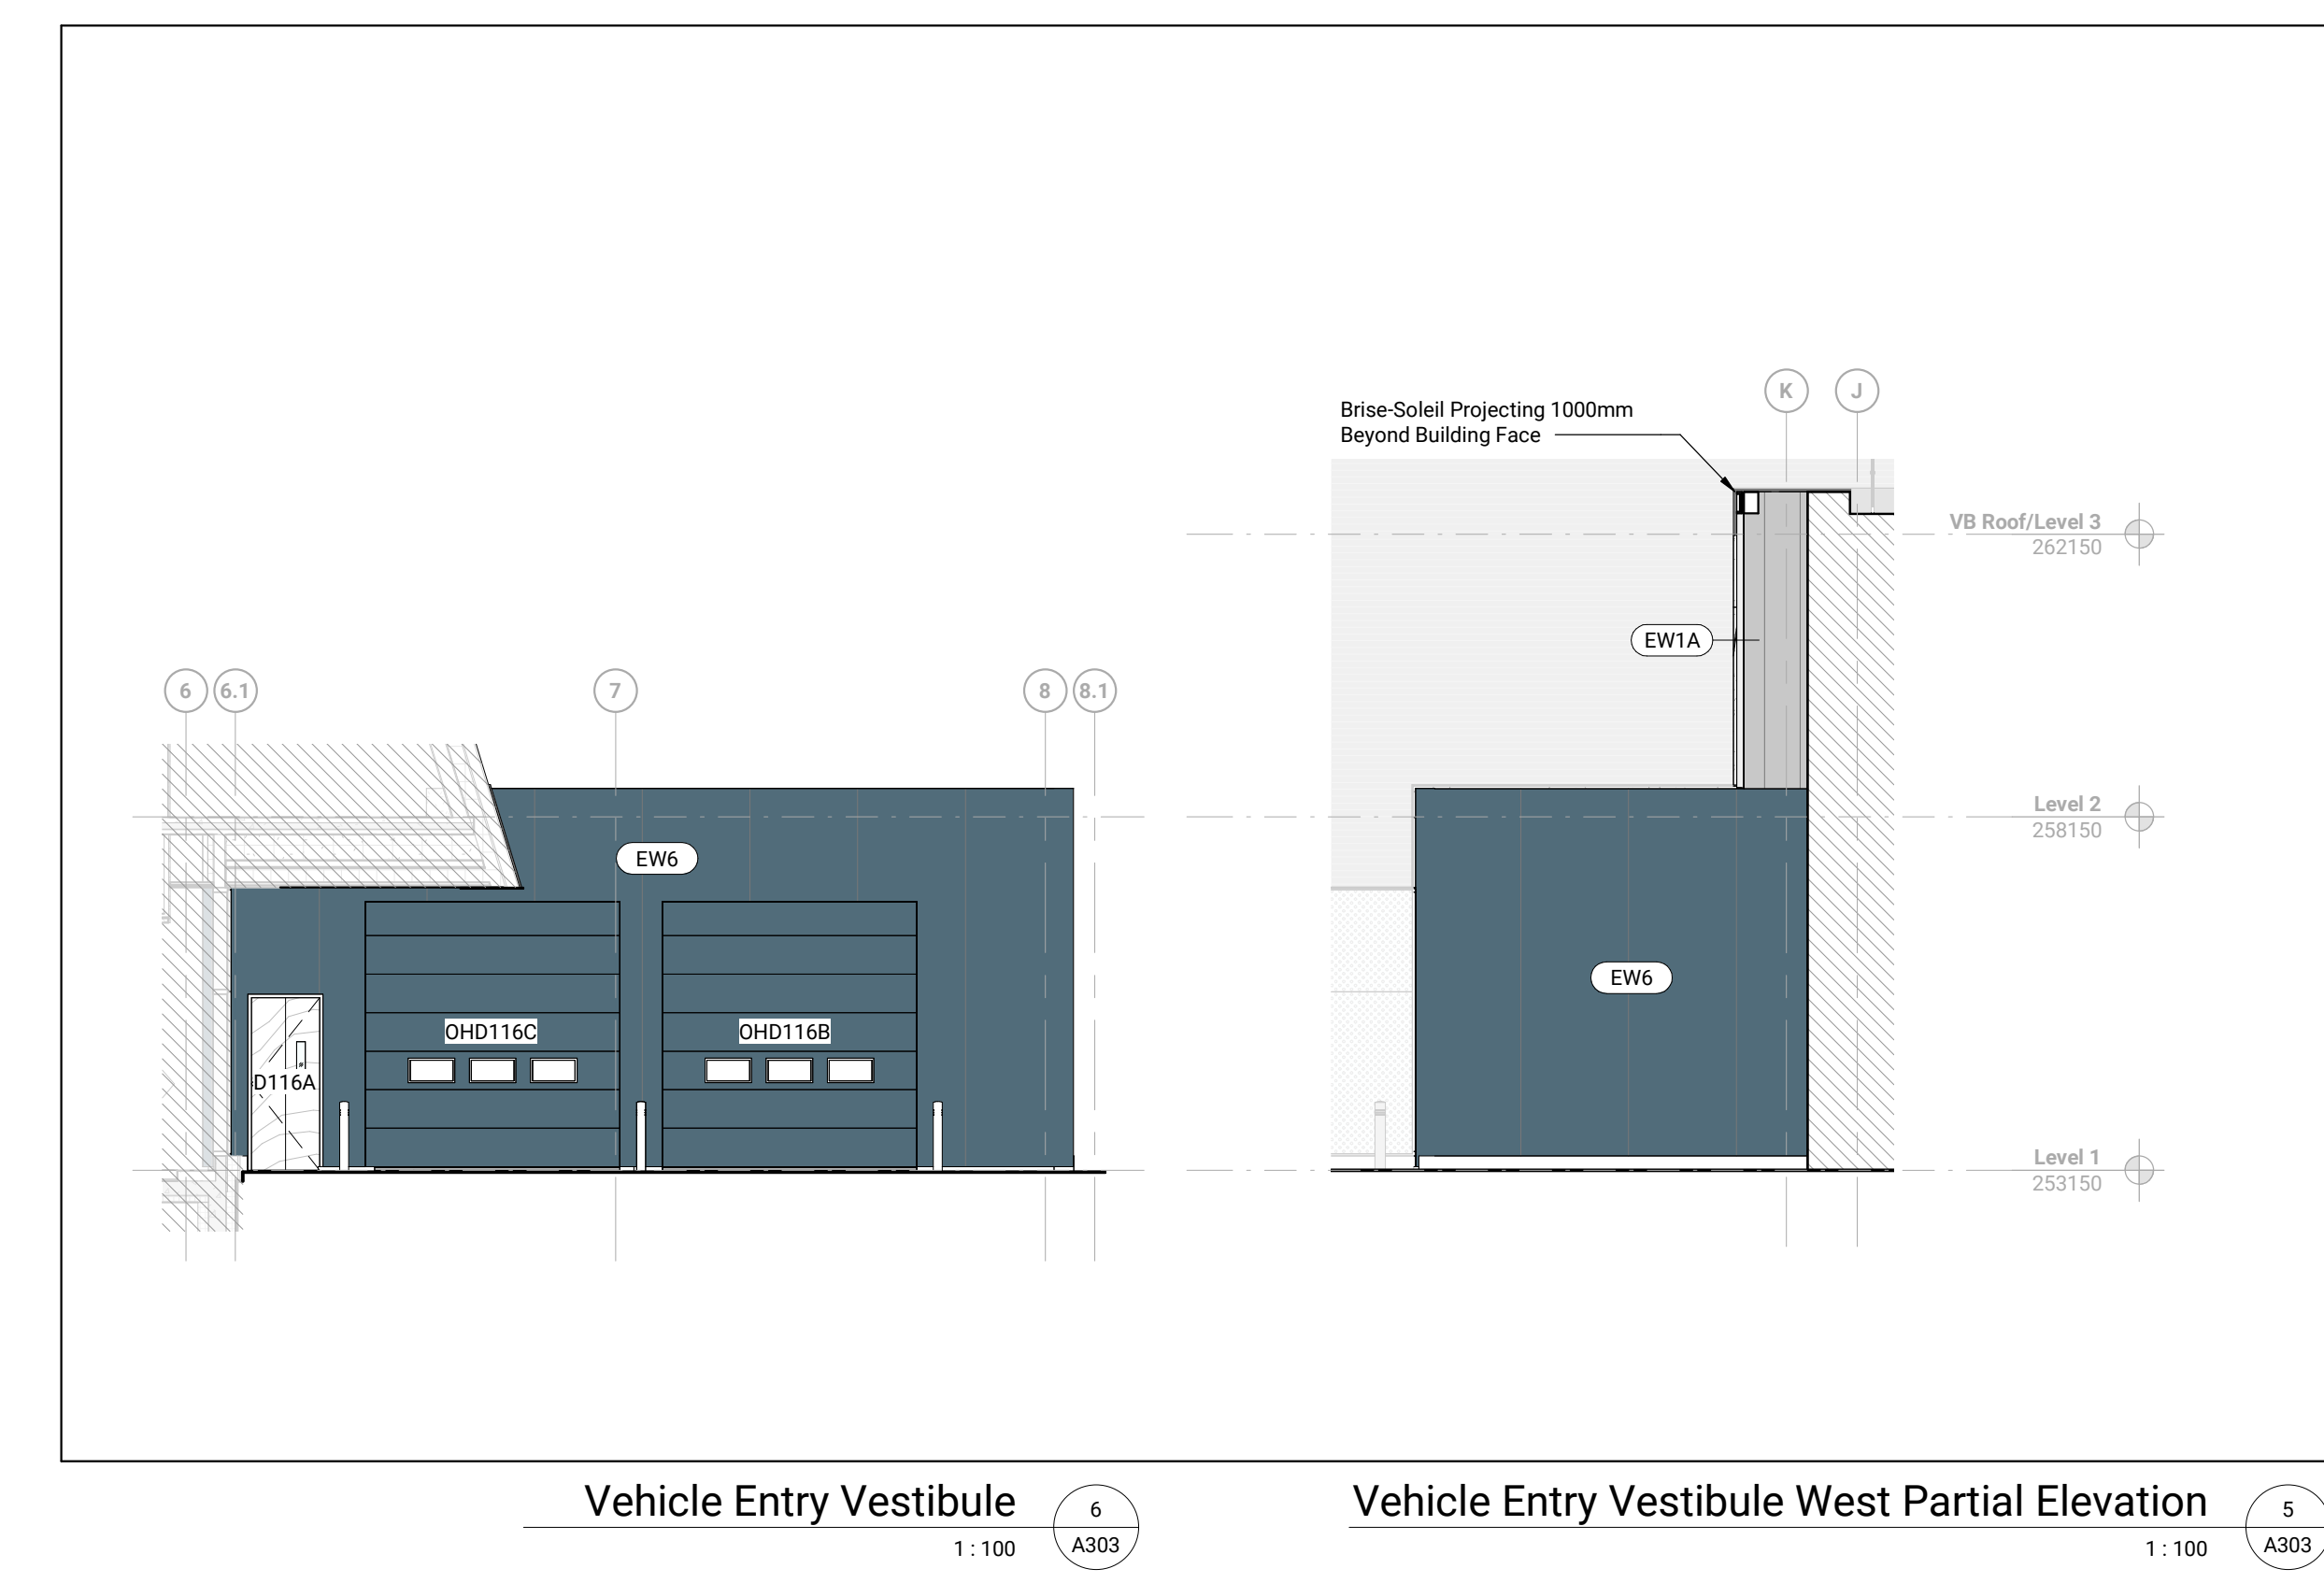 Brise-Soleil Projecting 1000mm
Beyond Building Face
K
J
VB Roof/Level 3
262150
EW1A
6
6.1
7
8
8.1
Level 2
258150
EW6
EW6
OHD116C
OHD116B
D116A
Level 1
253150
Vehicle Entry Vestibule
1 : 100
6
A303
Vehicle Entry Vestibule West Partial Elevation
1 : 100
5
A303